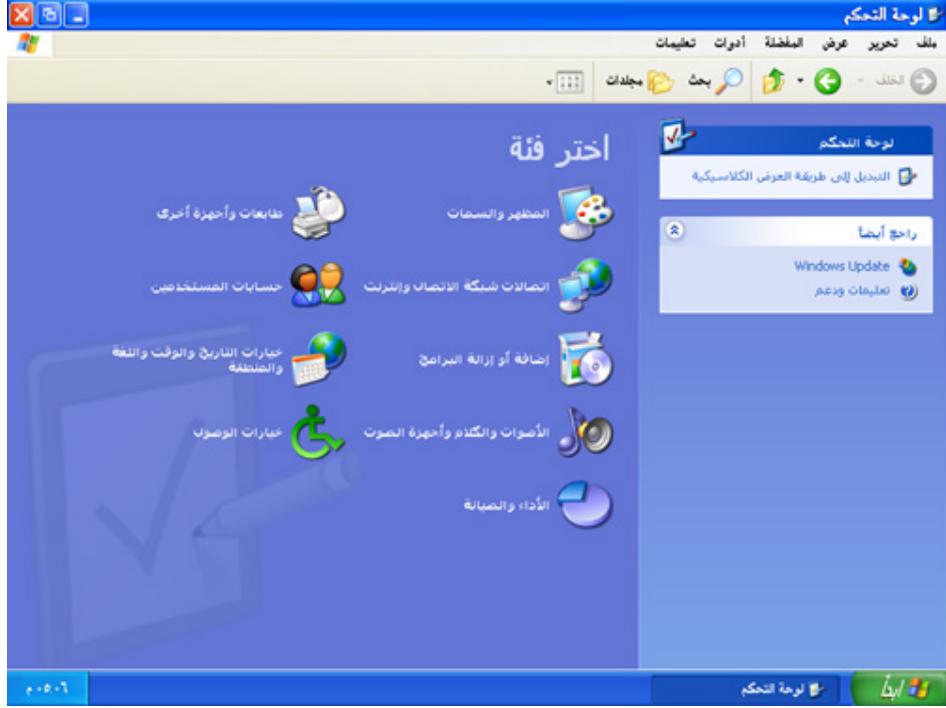 لوحة التحكم
ملف تحرير عرض المفضلة أدوات تعليمات
الخلف بحث مجلدات
لوحة التحكم
التبديل إلى طريقة العرض الكلاسيكية
راجع أيضاً
Windows Update
تعليمات ودعم
اختر فئة
المظهر والسمات
طابعات وأجهزة أخرى
اتصالات شبكة الاتصال وإنترنت
حسابات المستخدمين
إضافة أو إزالة البرامج
خيارات التاريخ والوقت واللغة
والمنطقة
الأصوات والكلام وأجهزة الصوت
خيارات الوصول
الأداء والصيانة
ابدأ
لوحة التحكم
٠٥:٠٦ م